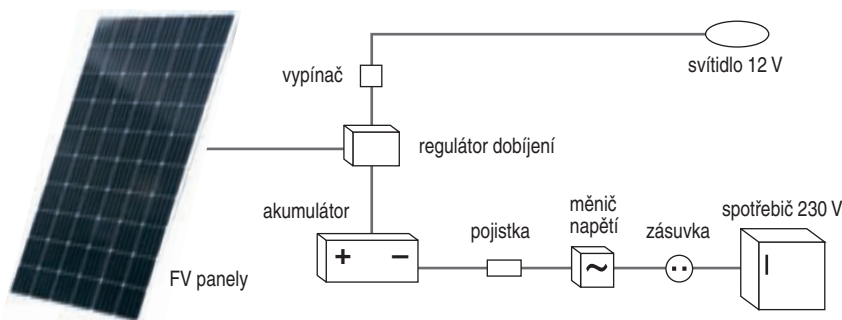 svítidlo 12 V
vypínač
regulátor dobíjení
akumulátor
+ −
pojistka
měnič
napětí
~
zásuvka
spotřebič 230 V
FV panely